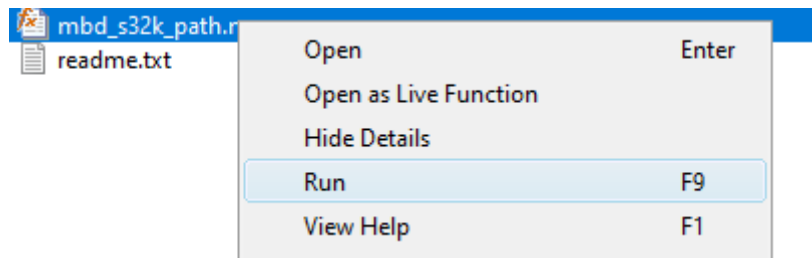 mbd_s32k_path.
readme.txt
Open Enter
Open as Live Function
Hide Details
Run F9
View Help F1